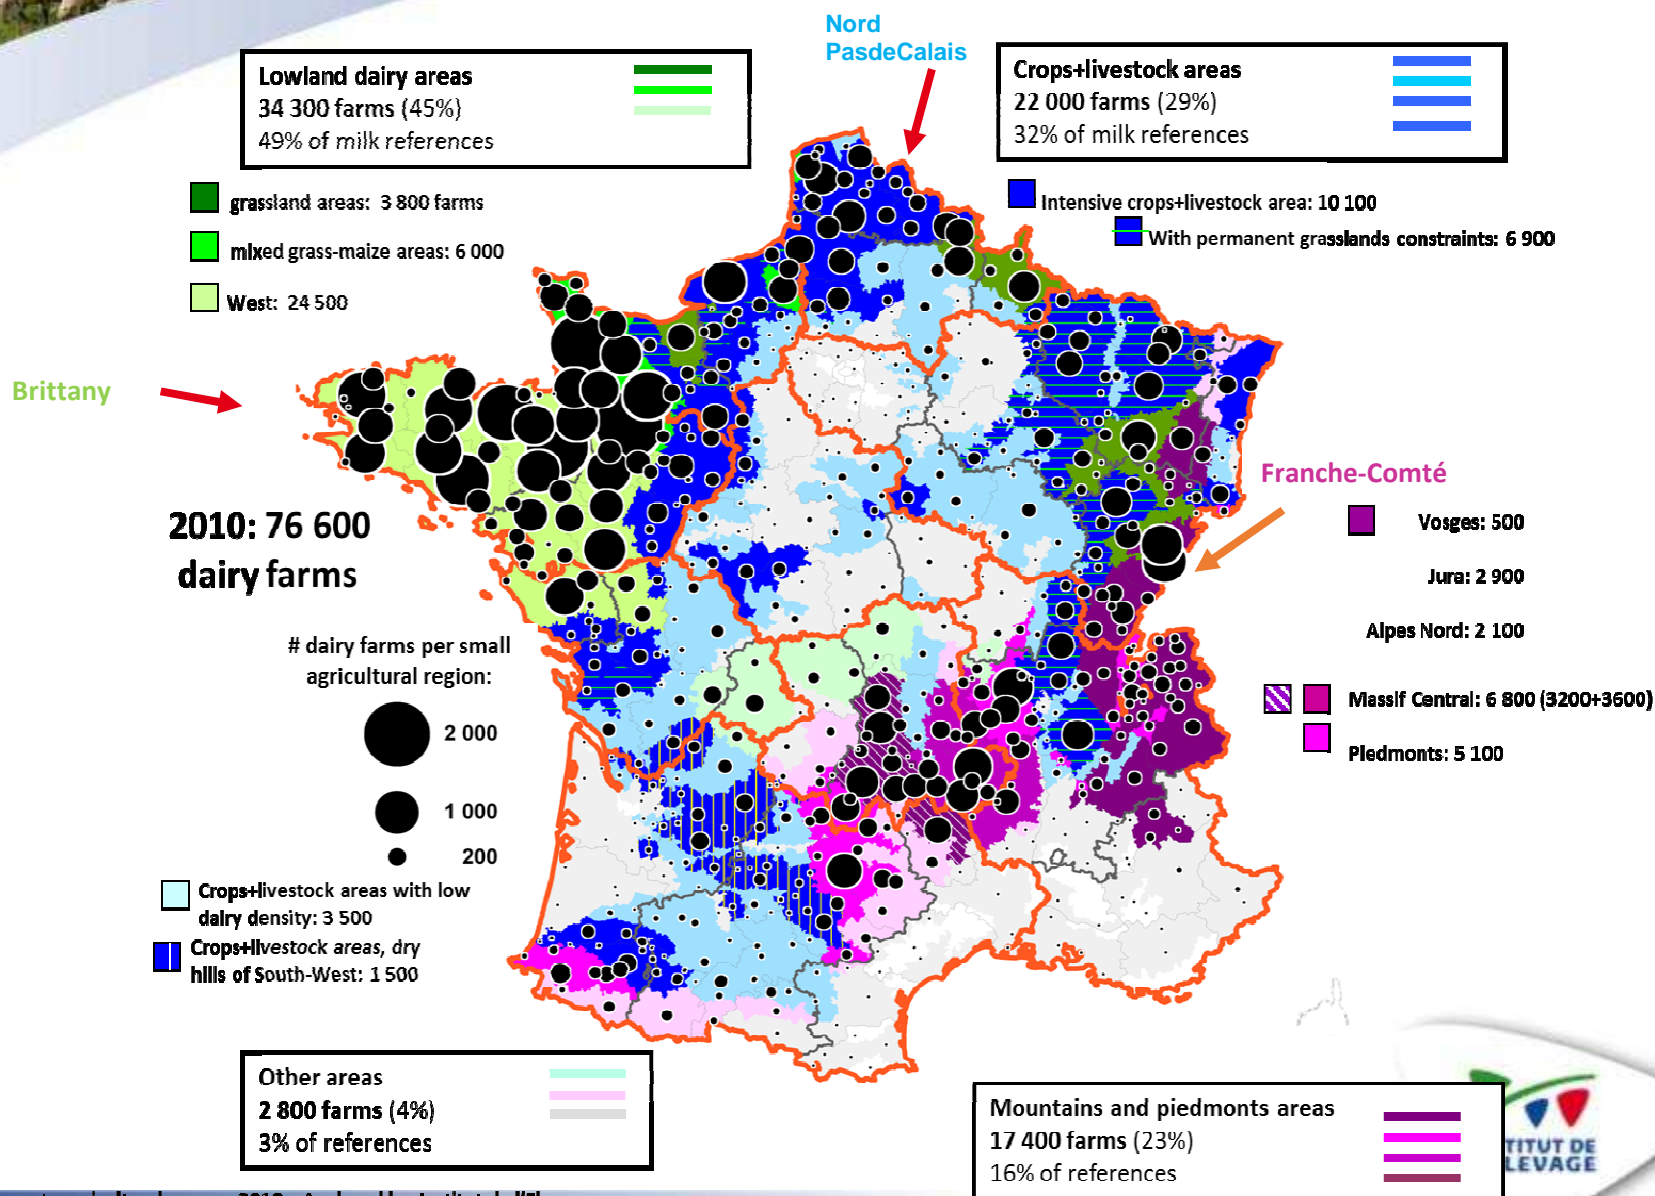 Nord
PasdeCalais
Lowland dairy areas
34 300 farms (45%)
49% of milk references
Crops+livestock areas
22 000 farms (29%)
32% of milk references
grassland areas: 3 800 farms
mixed grass-maize areas: 6 000
West: 24 500
Intensive crops+livestock area: 10 100
With permanent grasslands constraints: 6 900
Brittany
Franche-Comté
2010: 76 600
dairy farms
Vosges: 500
Jura: 2 900
Alpes Nord: 2 100
Massif Central: 6 800 (3200+3600)
Piedmonts: 5 100
# dairy farms per small
agricultural region:
2 000
1 000
200
Crops+livestock areas with low
dairy density: 3 500
Crops+livestock areas, dry
hills of South-West: 1 500
Other areas
2 800 farms (4%)
3% of references
Mountains and piedmonts areas
17 400 farms (23%)
16% of references
TITUT DE
LEVAGE